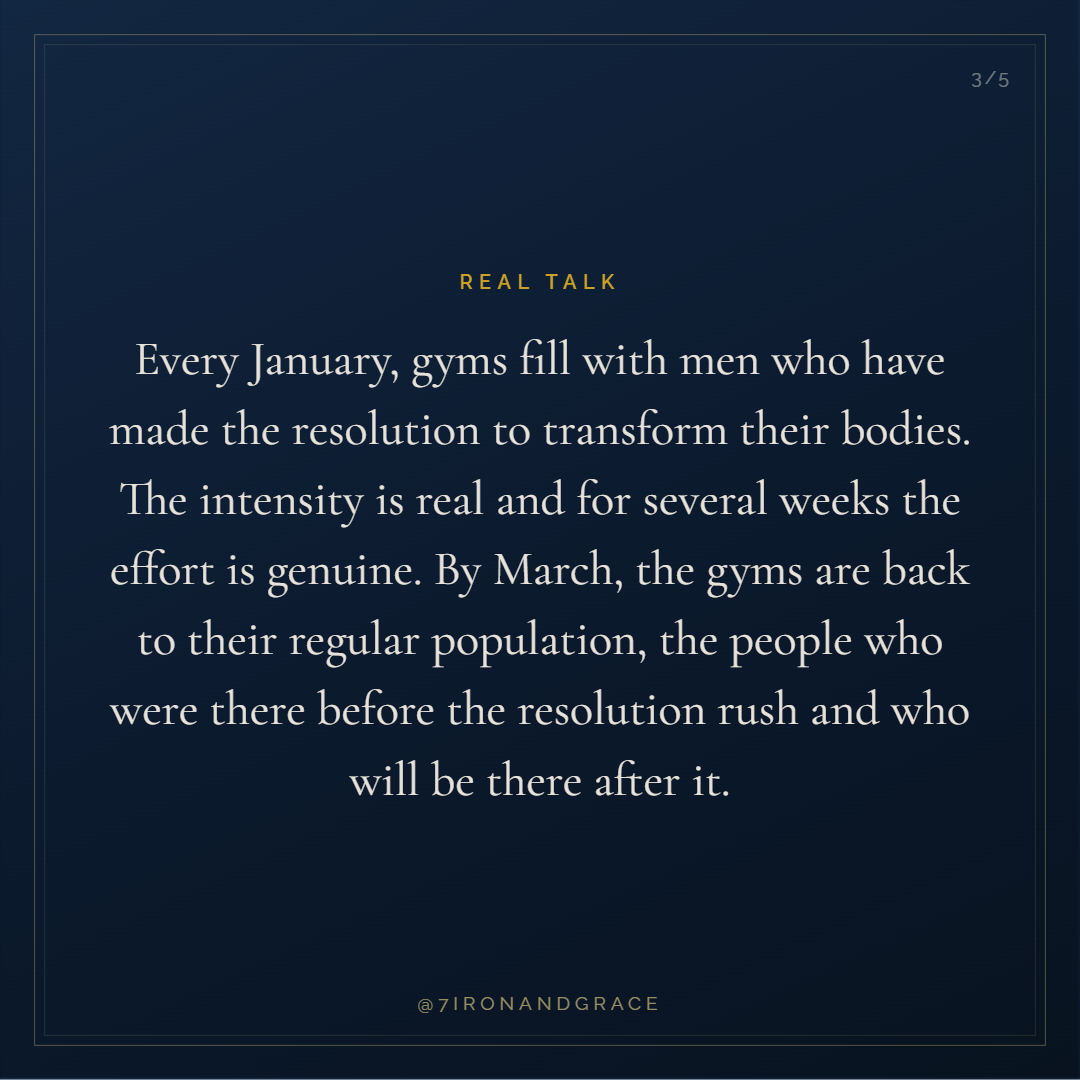 3/5
REAL TALK
Every January, gyms fill with men who have
made the resolution to transform their bodies.
The intensity is real and for several weeks the
effort is genuine. By March, the gyms are back
to their regular population, the people who
were there before the resolution rush and who
will be there after it.
@7IRONANDGRACE